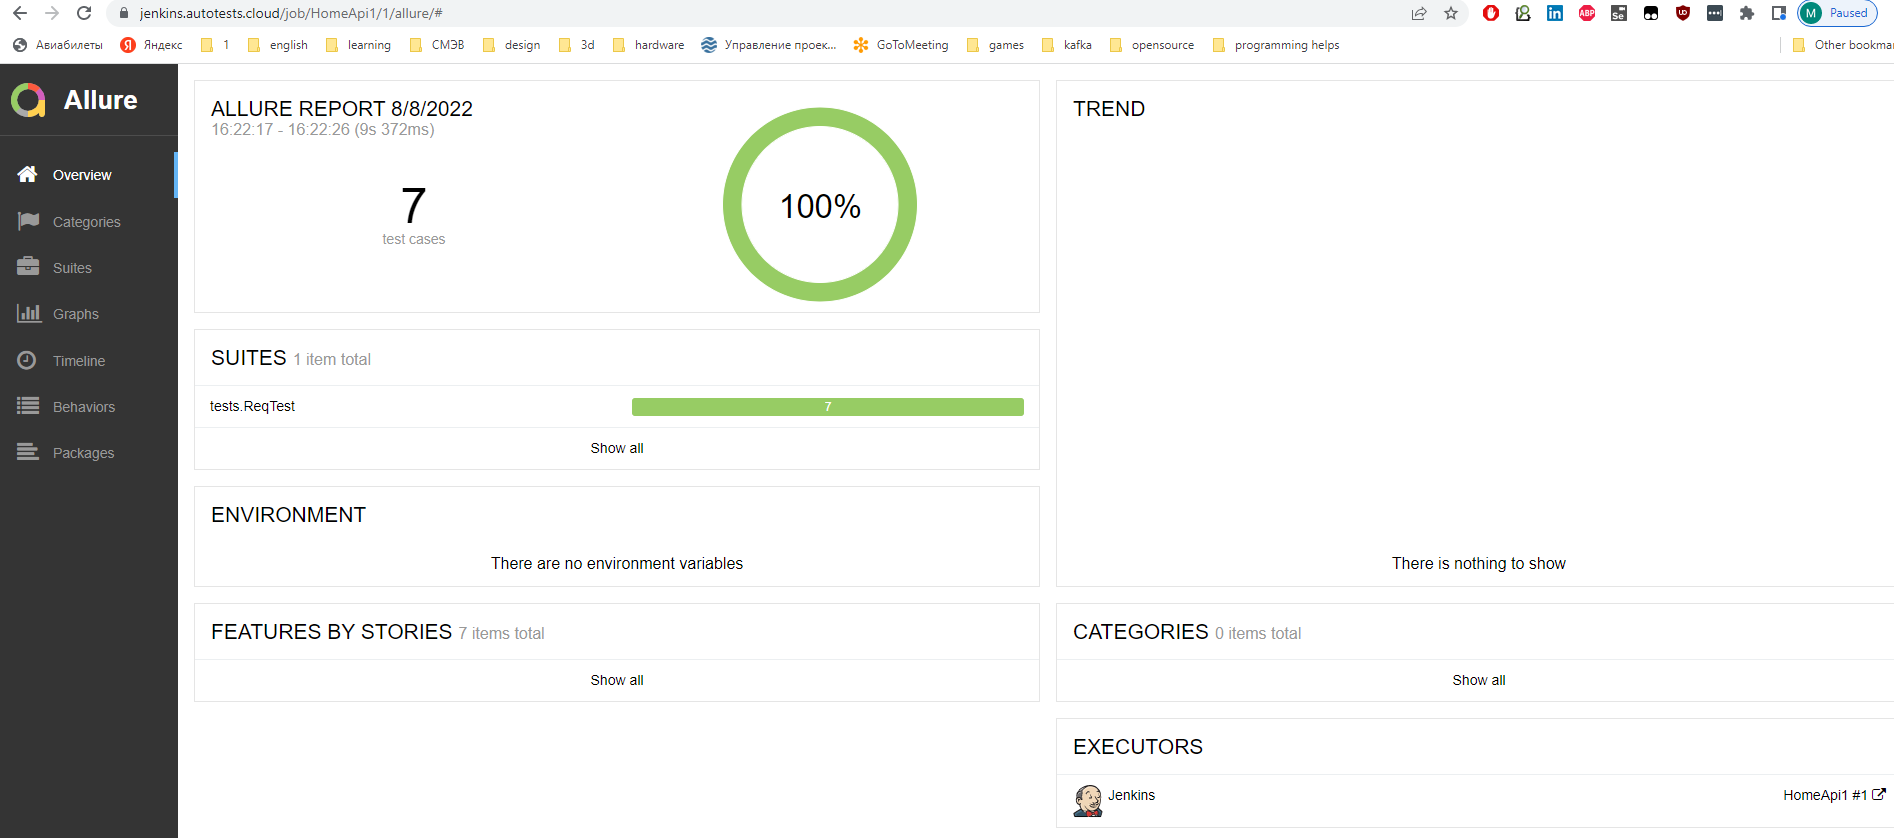 jenkins.autotests.cloud/job/HomeApi1/1/allure/#
ABP
Se
UD
M Paused
Авиабилеты Я Яндекс 1 english learning СМЭВ design 3d hardware Управление проек... GoToMeeting games kafka opensource programming helps Other bookmar
Allure
Overview
Categories
Suites
Graphs
Timeline
Behaviors
Packages
ALLURE REPORT 8/8/2022
16:22:17 - 16:22:26 (9s 372ms)
7
test cases
100%
SUITES 1 item total
tests.ReqTest 7
Show all
ENVIRONMENT
There are no environment variables
FEATURES BY STORIES 7 items total
Show all
TREND
There is nothing to show
CATEGORIES 0 items total
Show all
EXECUTORS
Jenkins HomeApi1 #1